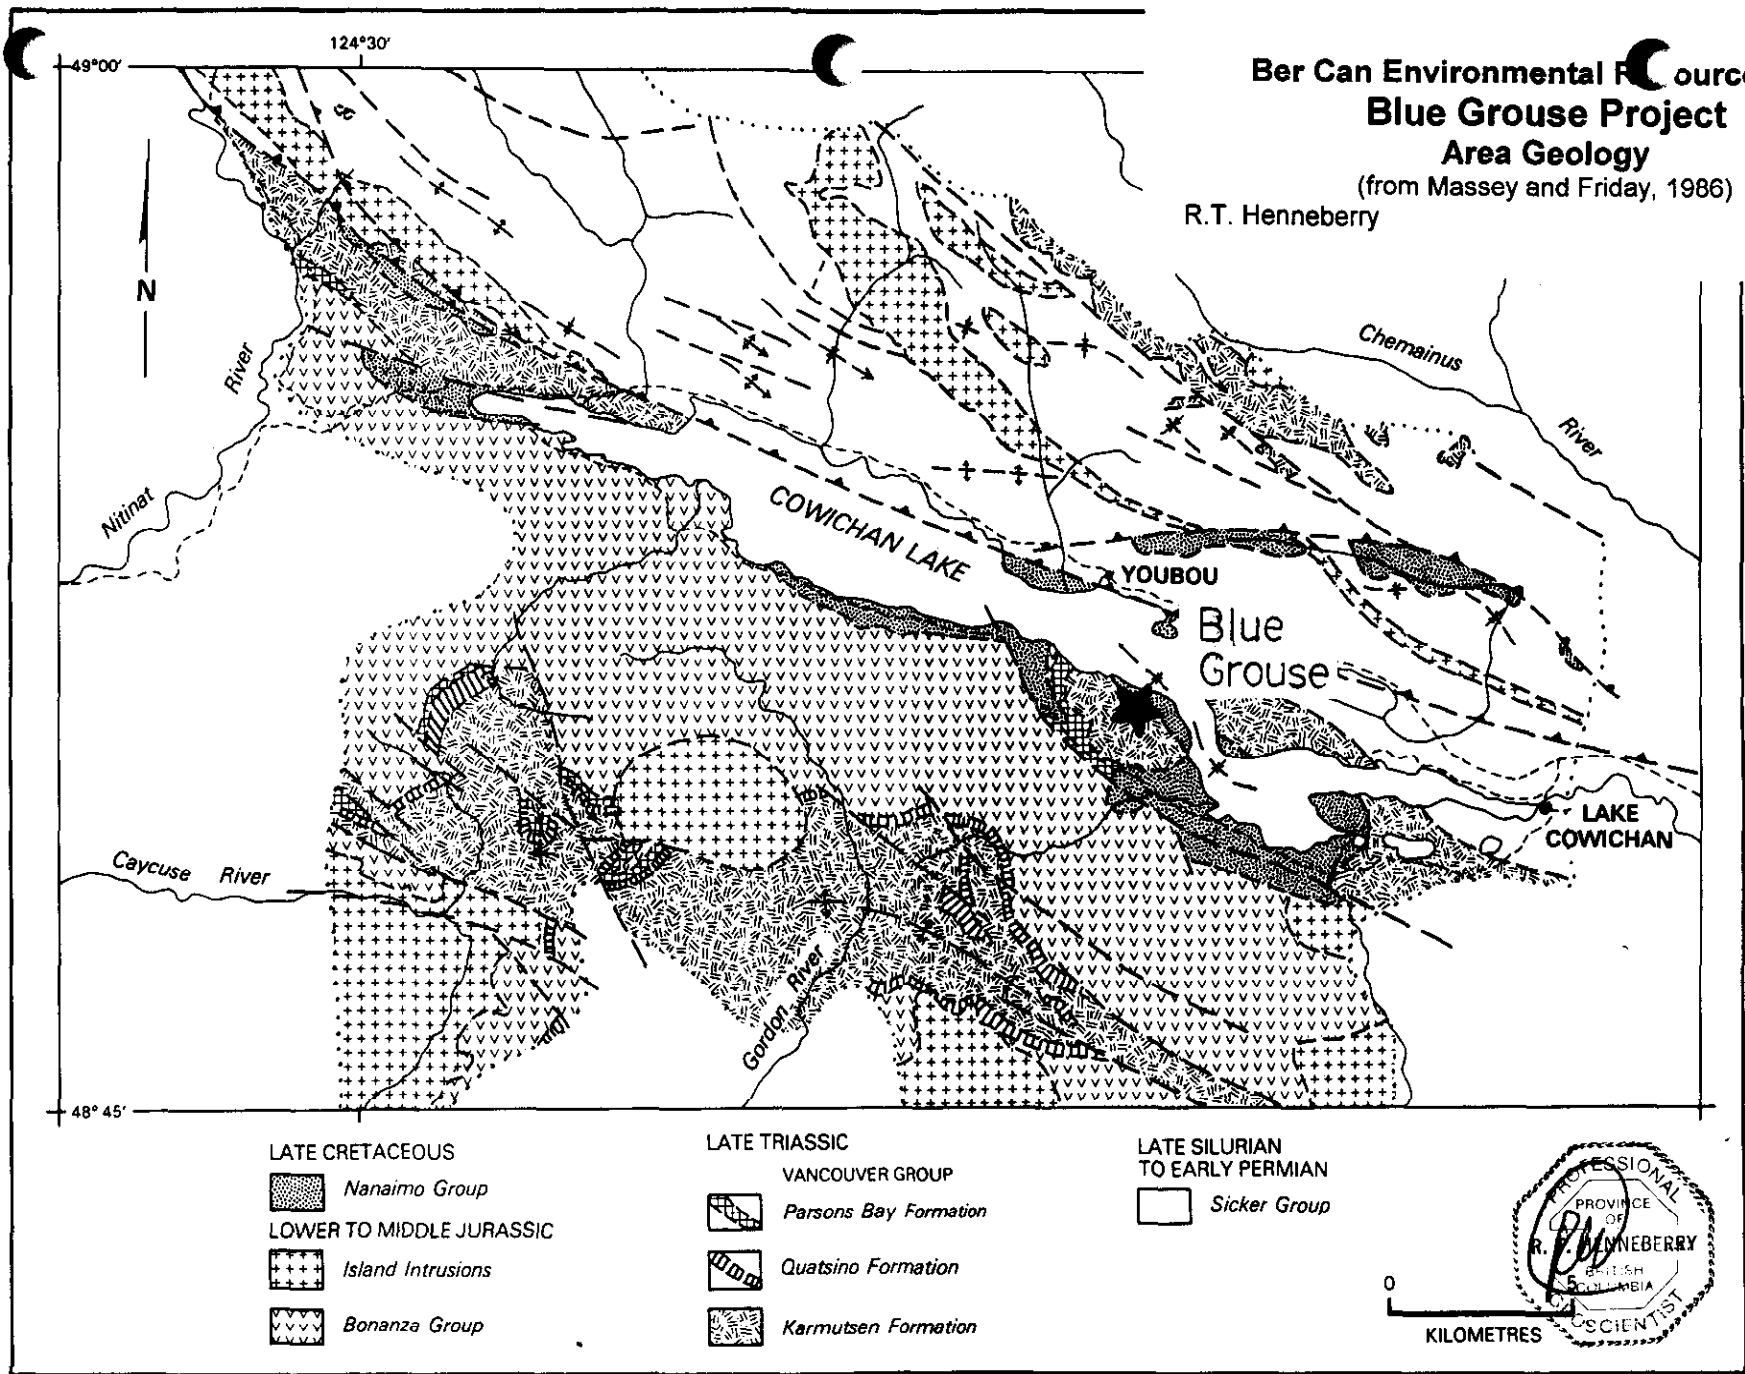 124°30'
49°00'
Ber Can Environmental R ourc
Blue Grouse Project
Area Geology
(from Massey and Friday, 1986)
R.T. Henneberry
N
River
Nitinat
Chemainus
River
COWICHAN LAKE
YOUBOU
Blue
Grouse
LAKE
COWICHAN
Caycuse River
Gordon River
48° 45'
LATE CRETACEOUS
Nanaimo Group
LOWER TO MIDDLE JURASSIC
Island Intrusions
Bonanza Group
LATE TRIASSIC
VANCOUVER GROUP
Parsons Bay Formation
Quatsino Formation
Karmutsen Formation
LATE SILURIAN
TO EARLY PERMIAN
Sicker Group
0 5
KILOMETRES
PROFESSIONAL
PROVINCE
OF
HENNEBERRY
BRITISH
COLUMBIA
GEOSCIENTIST